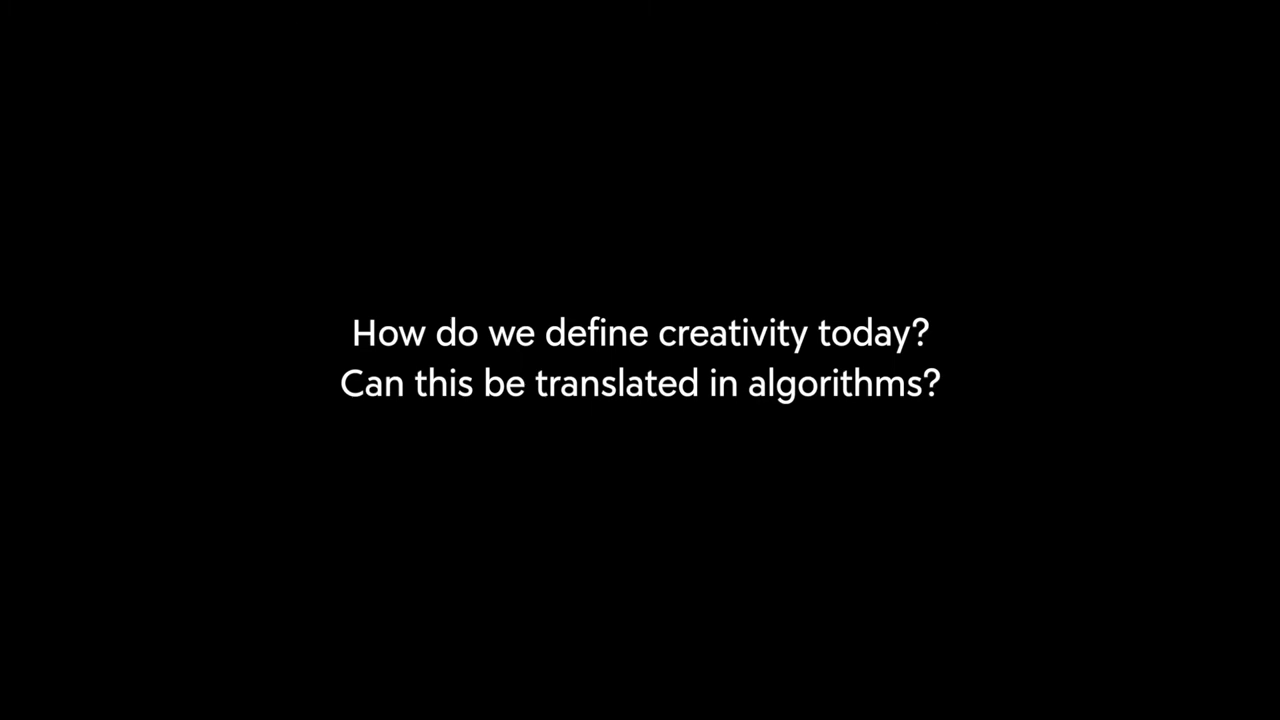 How do we define creativity today?
Can this be translated in algorithms?